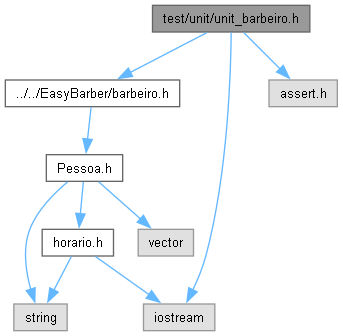 test/unit/unit_barbeiro.h
../../EasyBarber/barbeiro.h
assert.h
Pessoa.h
horario.h
vector
string
iostream